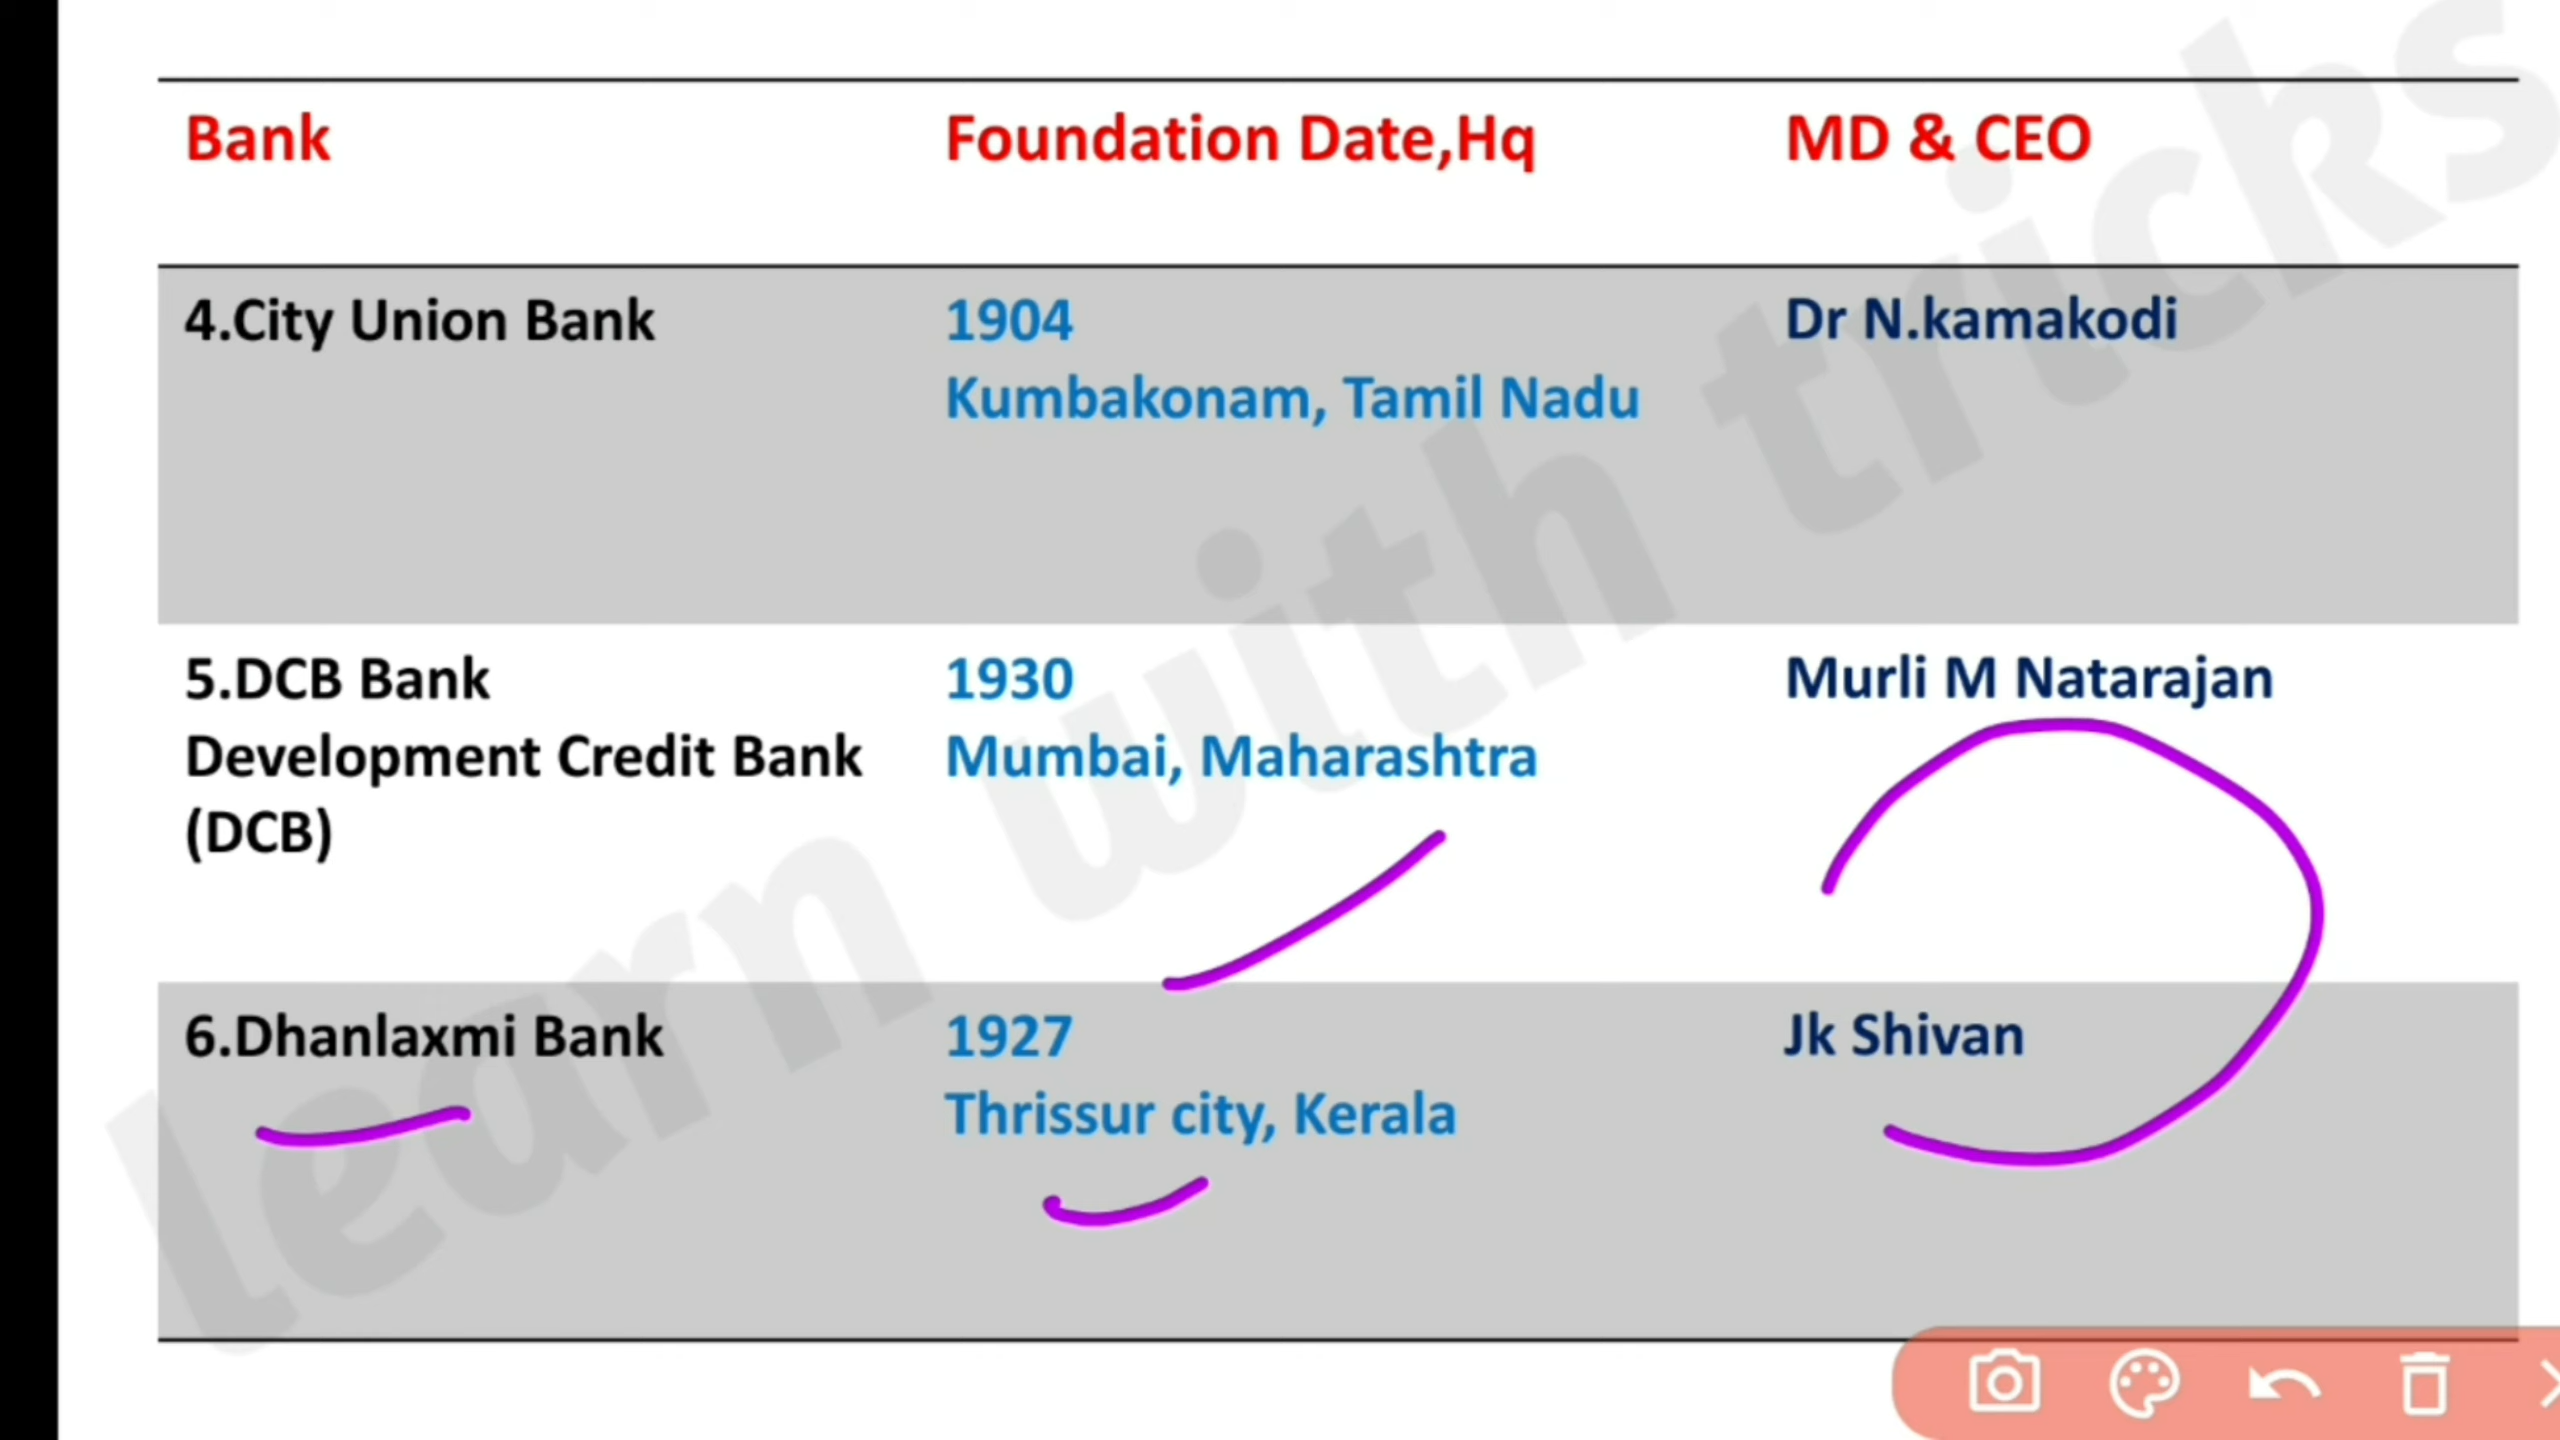 Bank Foundation Date,Hq MD & CEO
4.City Union Bank 1904 Dr N.kamakodi
Kumbakonam, Tamil Nadu
5.DCB Bank 1930 Murli M Natarajan
Development Credit Bank Mumbai, Maharashtra
(DCB)
6.Dhanlaxmi Bank 1927 Jk Shivan
Thrissur city, Kerala
learn with tricks